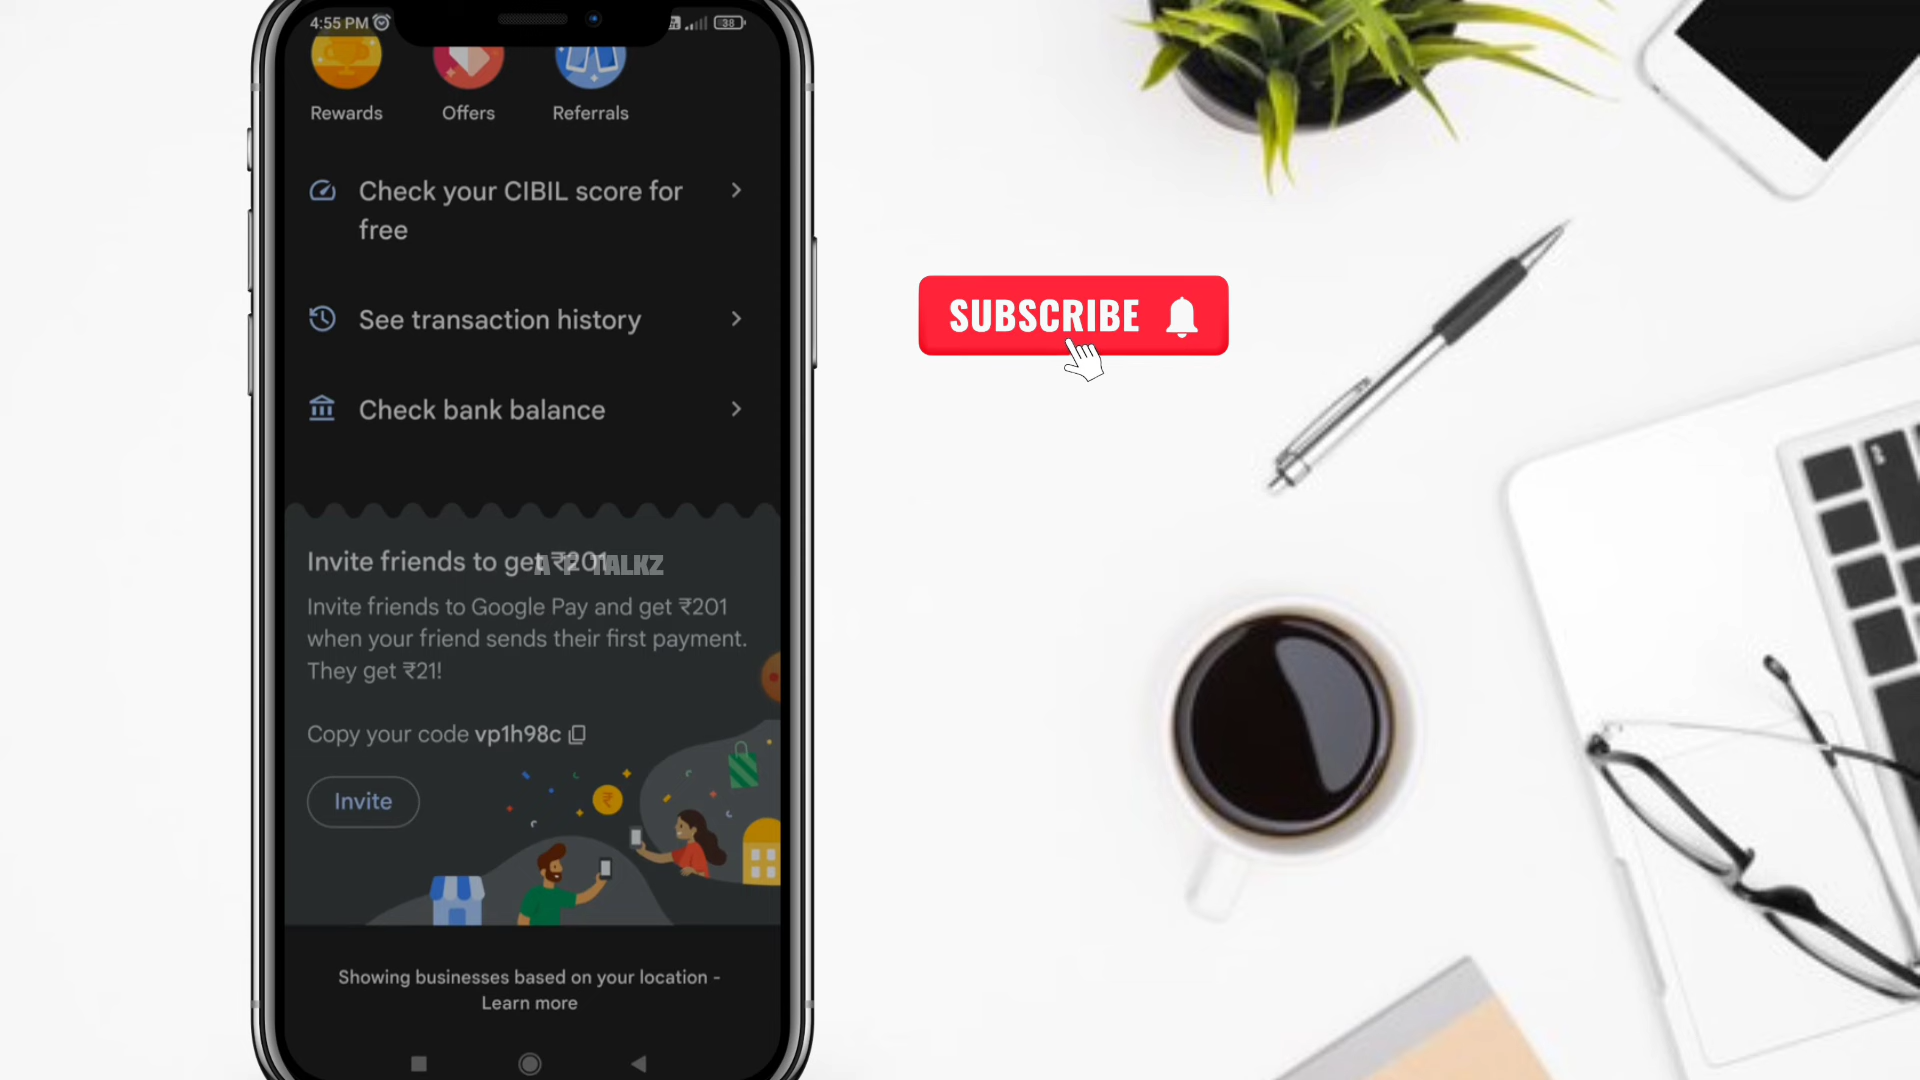 4:55 PM
38
Rewards
Offers
Referrals
Check your CIBIL score for
free
See transaction history
Check bank balance
SUBSCRIBE
Invite friends to get ₹201
TALKZ
Invite friends to Google Pay and get ₹201
when your friend sends their first payment.
They get ₹21!
Copy your code vp1h98c
Invite
Showing businesses based on your location -
Learn more